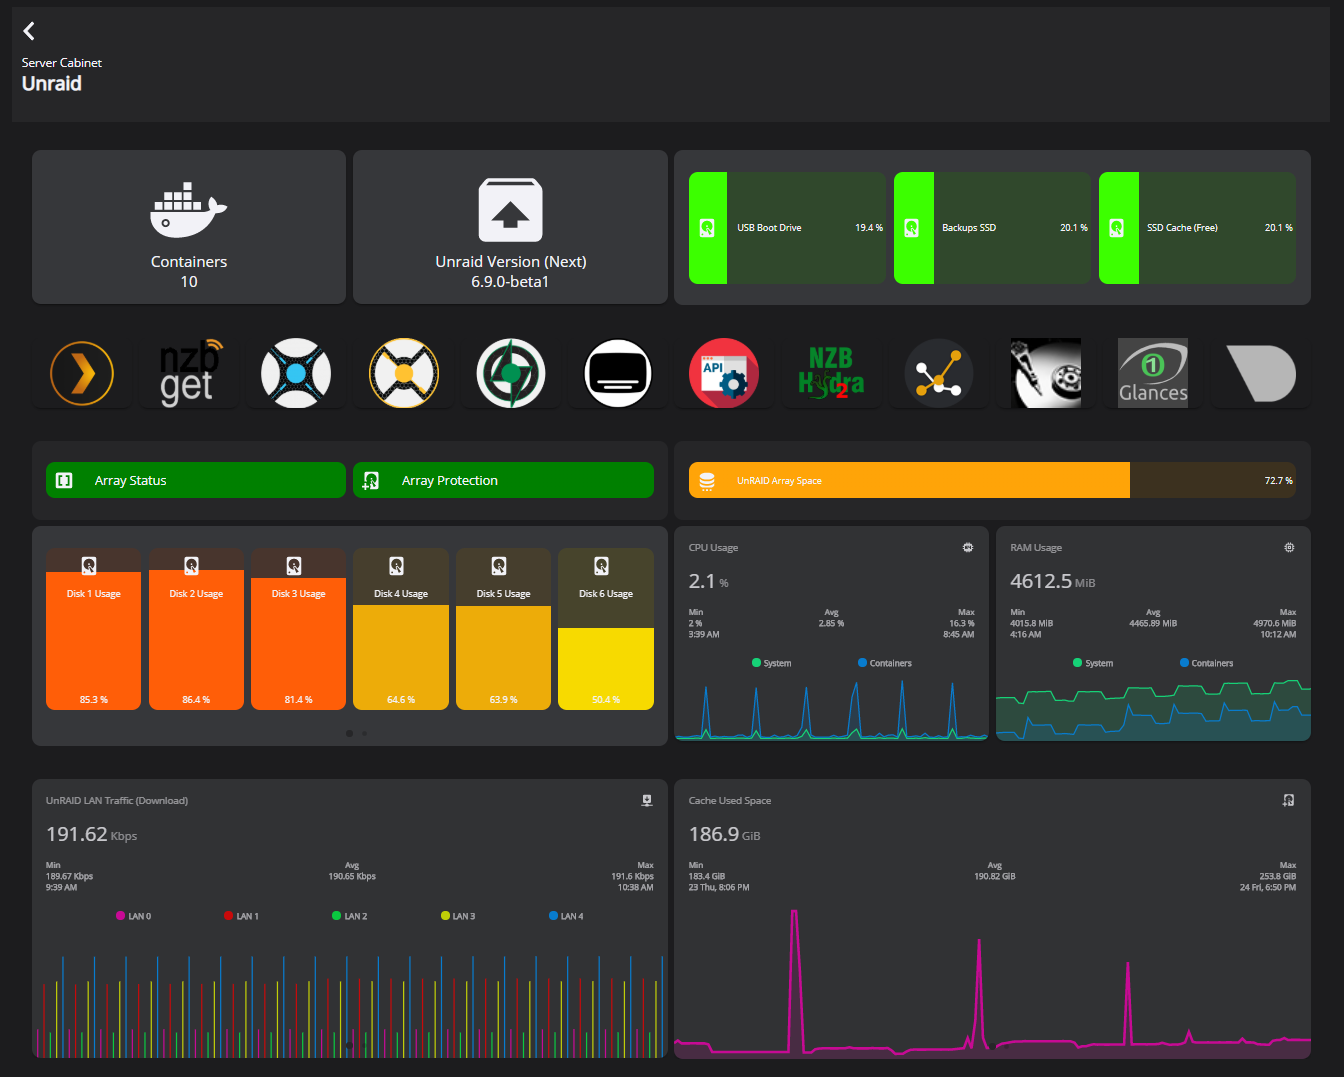 Server Cabinet
Unraid
Containers
10
Unraid Version (Next)
6.9.0-beta1
USB Boot Drive 19.4 %
Backups SSD 20.1 %
SSD Cache (Free) 20.1 %
nzb
get
API
NZB
Hydra
2
1
Glances
Array Status
Array Protection
UnRAID Array Space 72.7 %
Disk 1 Usage
85.3 %
Disk 2 Usage
86.4 %
Disk 3 Usage
81.4 %
Disk 4 Usage
64.6 %
Disk 5 Usage
63.9 %
Disk 6 Usage
50.4 %
CPU Usage
2.1 %
Min Avg Max
2 % 2.85 % 16.3 %
3:39 AM 8:45 AM
System Containers
RAM Usage
4612.5 MiB
Min Avg Max
4015.8 MiB 4465.89 MiB 4970.6 MiB
4:16 AM 10:12 AM
System Containers
UnRAID LAN Traffic (Download)
191.62 Kbps
Min Avg Max
189.67 Kbps 190.65 Kbps 191.6 Kbps
9:39 AM 10:38 AM
LAN 0 LAN 1 LAN 2 LAN 3 LAN 4
Cache Used Space
186.9 GiB
Min Avg Max
183.4 GiB 190.82 GiB 253.8 GiB
23 Thu, 8:06 PM 24 Fri, 6:50 PM